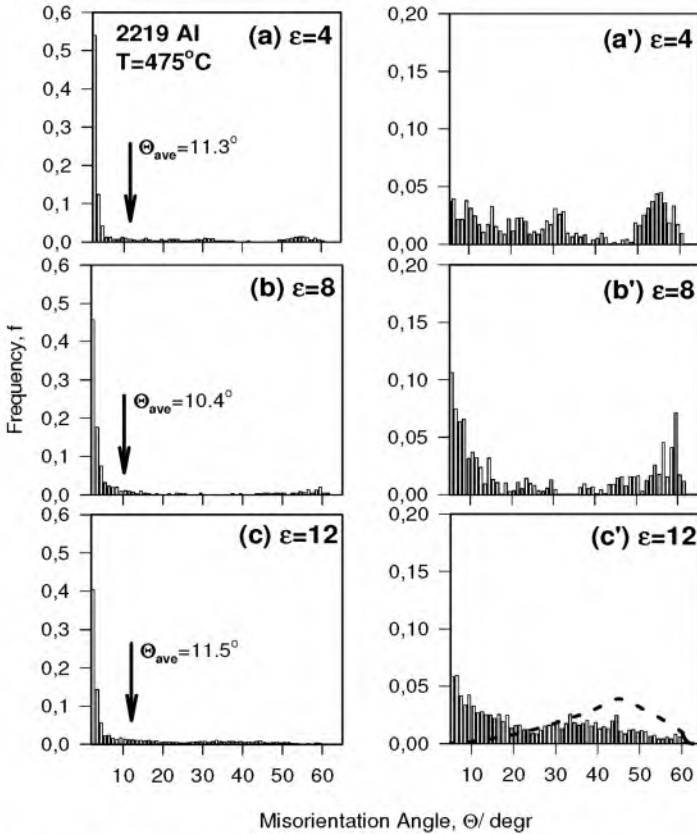 2219 Al
T=475°C
(a) ε=4
Θave=11.3°
0,6
0,5
0,4
0,3
0,2
0,1
0,0
(a') ε=4
0,20
0,15
0,10
0,05
0,00
(b) ε=8
Θave=10.4°
0,6
0,5
0,4
0,3
0,2
0,1
0,0
(b') ε=8
0,20
0,15
0,10
0,05
0,00
(c) ε=12
Θave=11.5°
0,6
0,5
0,4
0,3
0,2
0,1
0,0
10 20 30 40 50 60
(c') ε=12
0,20
0,15
0,10
0,05
0,00
10 20 30 40 50 60
Frequency, f
Misorientation Angle, Θ/ degr